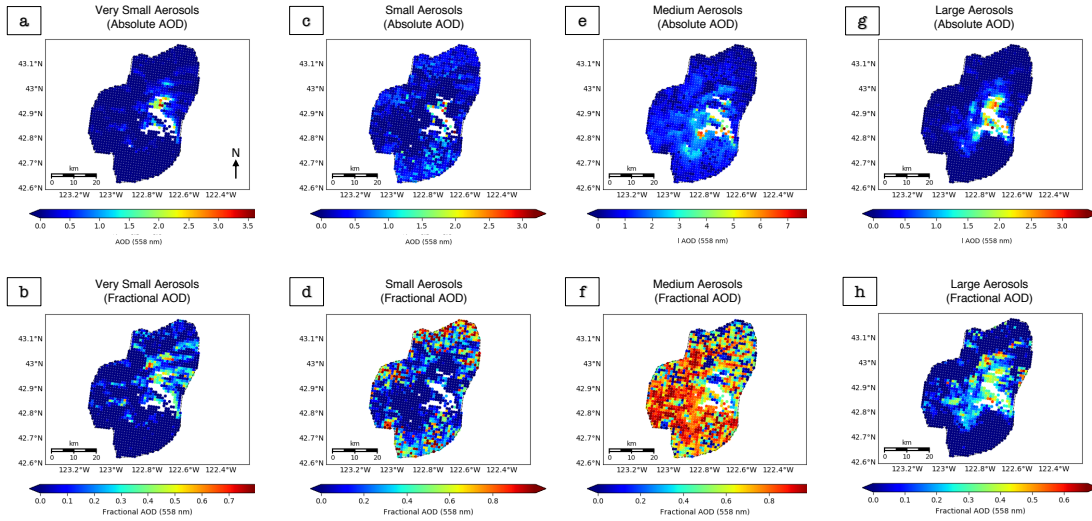 a
Very Small Aerosols
(Absolute AOD)
43.1°N
43°N
42.9°N
42.8°N
42.7°N
42.6°N
km
0 10 20
N
123.2°W 123°W 122.8°W 122.6°W 122.4°W
0.0 0.5 1.0 1.5 2.0 2.5 3.0 3.5
AOD (558 nm)
c
Small Aerosols
(Absolute AOD)
43.1°N
43°N
42.9°N
42.8°N
42.7°N
42.6°N
km
0 10 20
123.2°W 123°W 122.8°W 122.6°W 122.4°W
0.0 0.5 1.0 1.5 2.0 2.5 3.0
AOD (558 nm)
e
Medium Aerosols
(Absolute AOD)
43.1°N
43°N
42.9°N
42.8°N
42.7°N
42.6°N
km
0 10 20
123.2°W 123°W 122.8°W 122.6°W 122.4°W
0 1 2 3 4 5 6 7
l AOD (558 nm)
g
Large Aerosols
(Absolute AOD)
43.1°N
43°N
42.9°N
42.8°N
42.7°N
42.6°N
km
0 10 20
123.2°W 123°W 122.8°W 122.6°W 122.4°W
0.0 0.5 1.0 1.5 2.0 2.5 3.0
l AOD (558 nm)
b
Very Small Aerosols
(Fractional AOD)
43.1°N
43°N
42.9°N
42.8°N
42.7°N
42.6°N
km
0 10 20
123.2°W 123°W 122.8°W 122.6°W 122.4°W
0.0 0.1 0.2 0.3 0.4 0.5 0.6 0.7
Fractional AOD (558 nm)
d
Small Aerosols
(Fractional AOD)
43.1°N
43°N
42.9°N
42.8°N
42.7°N
42.6°N
km
0 10 20
123.2°W 123°W 122.8°W 122.6°W 122.4°W
0.0 0.2 0.4 0.6 0.8
Fractional AOD (558 nm)
f
Medium Aerosols
(Fractional AOD)
43.1°N
43°N
42.9°N
42.8°N
42.7°N
42.6°N
km
0 10 20
123.2°W 123°W 122.8°W 122.6°W 122.4°W
0.2 0.4 0.6 0.8
Fractional AOD (558 nm)
h
Large Aerosols
(Fractional AOD)
43.1°N
43°N
42.9°N
42.8°N
42.7°N
42.6°N
km
0 10 20
123.2°W 123°W 122.8°W 122.6°W 122.4°W
0.0 0.1 0.2 0.3 0.4 0.5 0.6
Fractional AOD (558 nm)